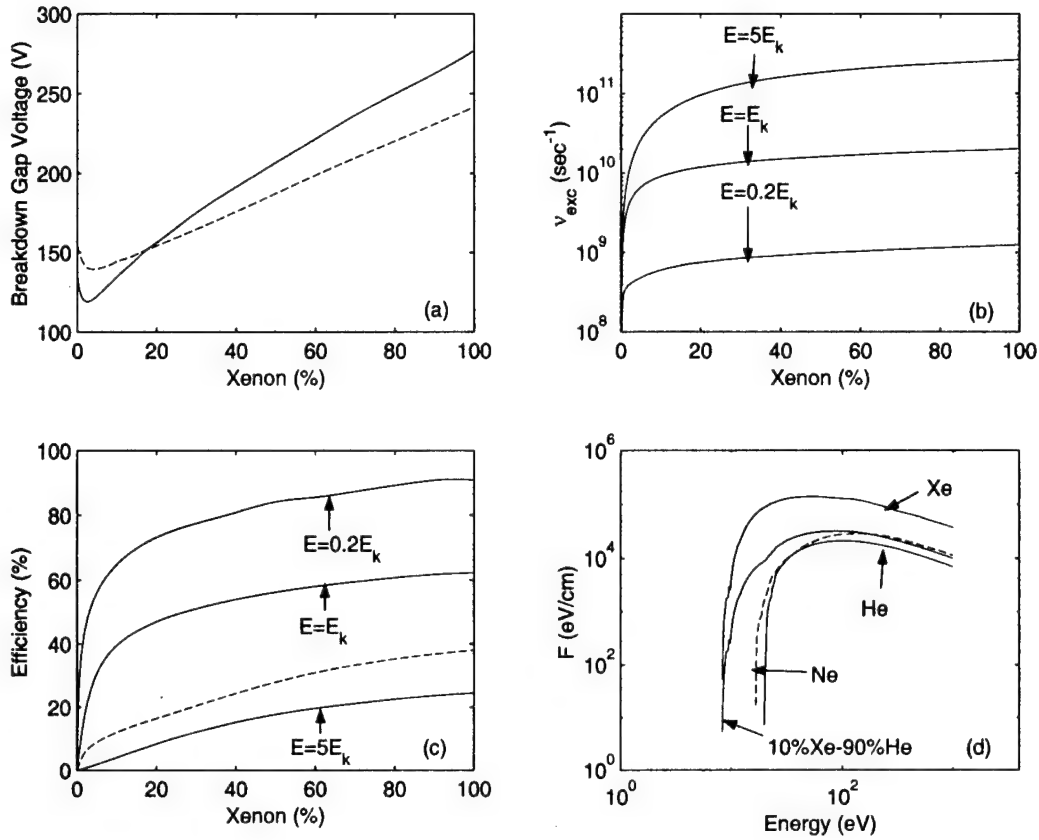 300
250
200
150
100
Breakdown Gap Voltage (V)
0 20 40 60 80 100
Xenon (%)
(a)
10^11
10^10
10^9
10^8
ν_exc (sec^-1)
E=5E_k
E=E_k
E=0.2E_k
0 20 40 60 80 100
Xenon (%)
(b)
100
80
60
40
20
0
Efficiency (%)
E=0.2E_k
E=E_k
E=5E_k
0 20 40 60 80 100
Xenon (%)
(c)
10^6
10^4
10^2
10^0
F (eV/cm)
Xe
He
Ne
10%Xe-90%He
(d)
10^0 10^2
Energy (eV)